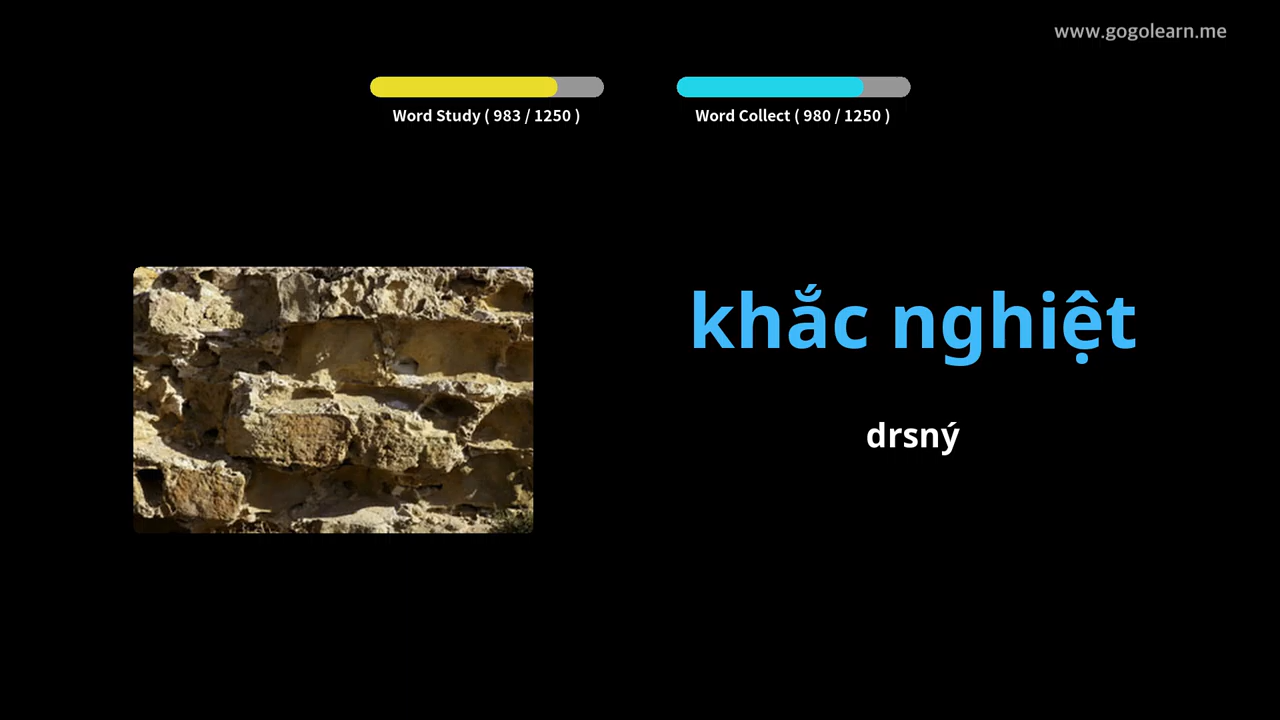 www.gogolearn.me
Word Study ( 983 / 1250 )
Word Collect ( 980 / 1250 )
khắc nghiệt
drsný